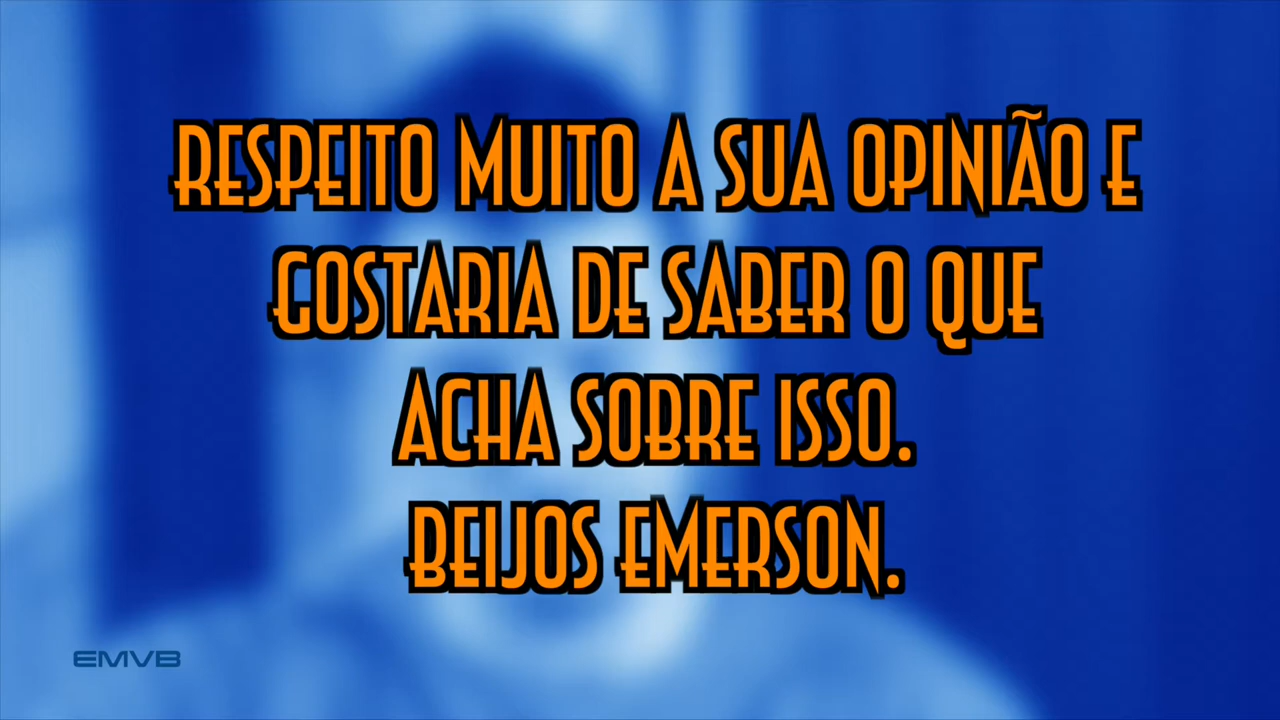 RESPEITO MUITO A SUA OPINIÃO E
GOSTARIA DE SABER O QUE
ACHA SOBRE ISSO.
BEIJOS EMERSON.
EMVB